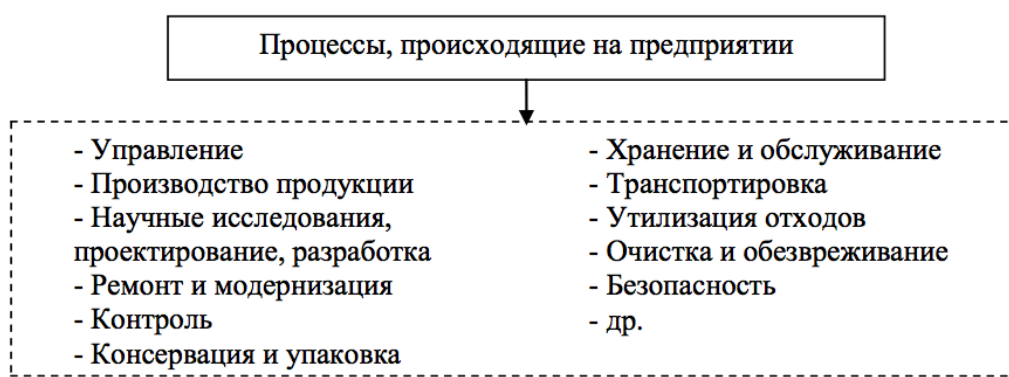 Процессы, происходящие на предприятии
- Управление
- Производство продукции
- Научные исследования,
проектирование, разработка
- Ремонт и модернизация
- Контроль
- Консервация и упаковка
- Хранение и обслуживание
- Транспортировка
- Утилизация отходов
- Очистка и обезвреживание
- Безопасность
- др.